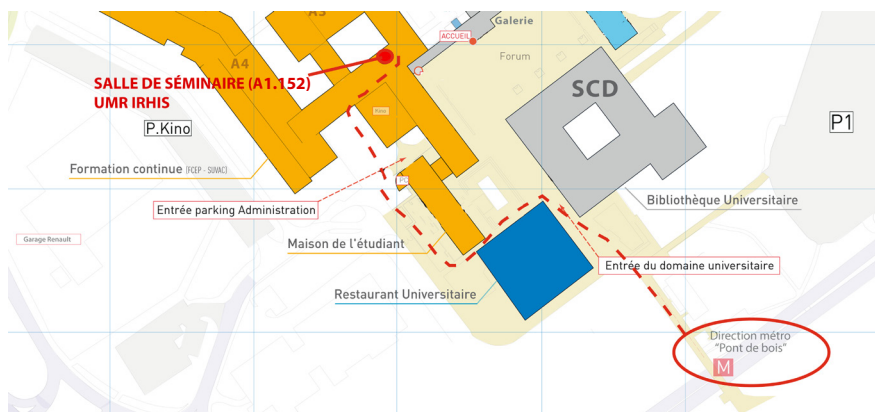 A3
Galerie
ACCUEIL
Forum
A4
SALLE DE SÉMINAIRE (A1.152)
UMR IRHIS
SCD
P.Kino
Kino
P1
Formation continue (FCEP - SUVAC)
PC
Entrée parking Administration
Bibliothèque Universitaire
Garage Renault
Maison de l'étudiant
Entrée du domaine universitaire
Restaurant Universitaire
Direction métro
"Pont de bois"
M